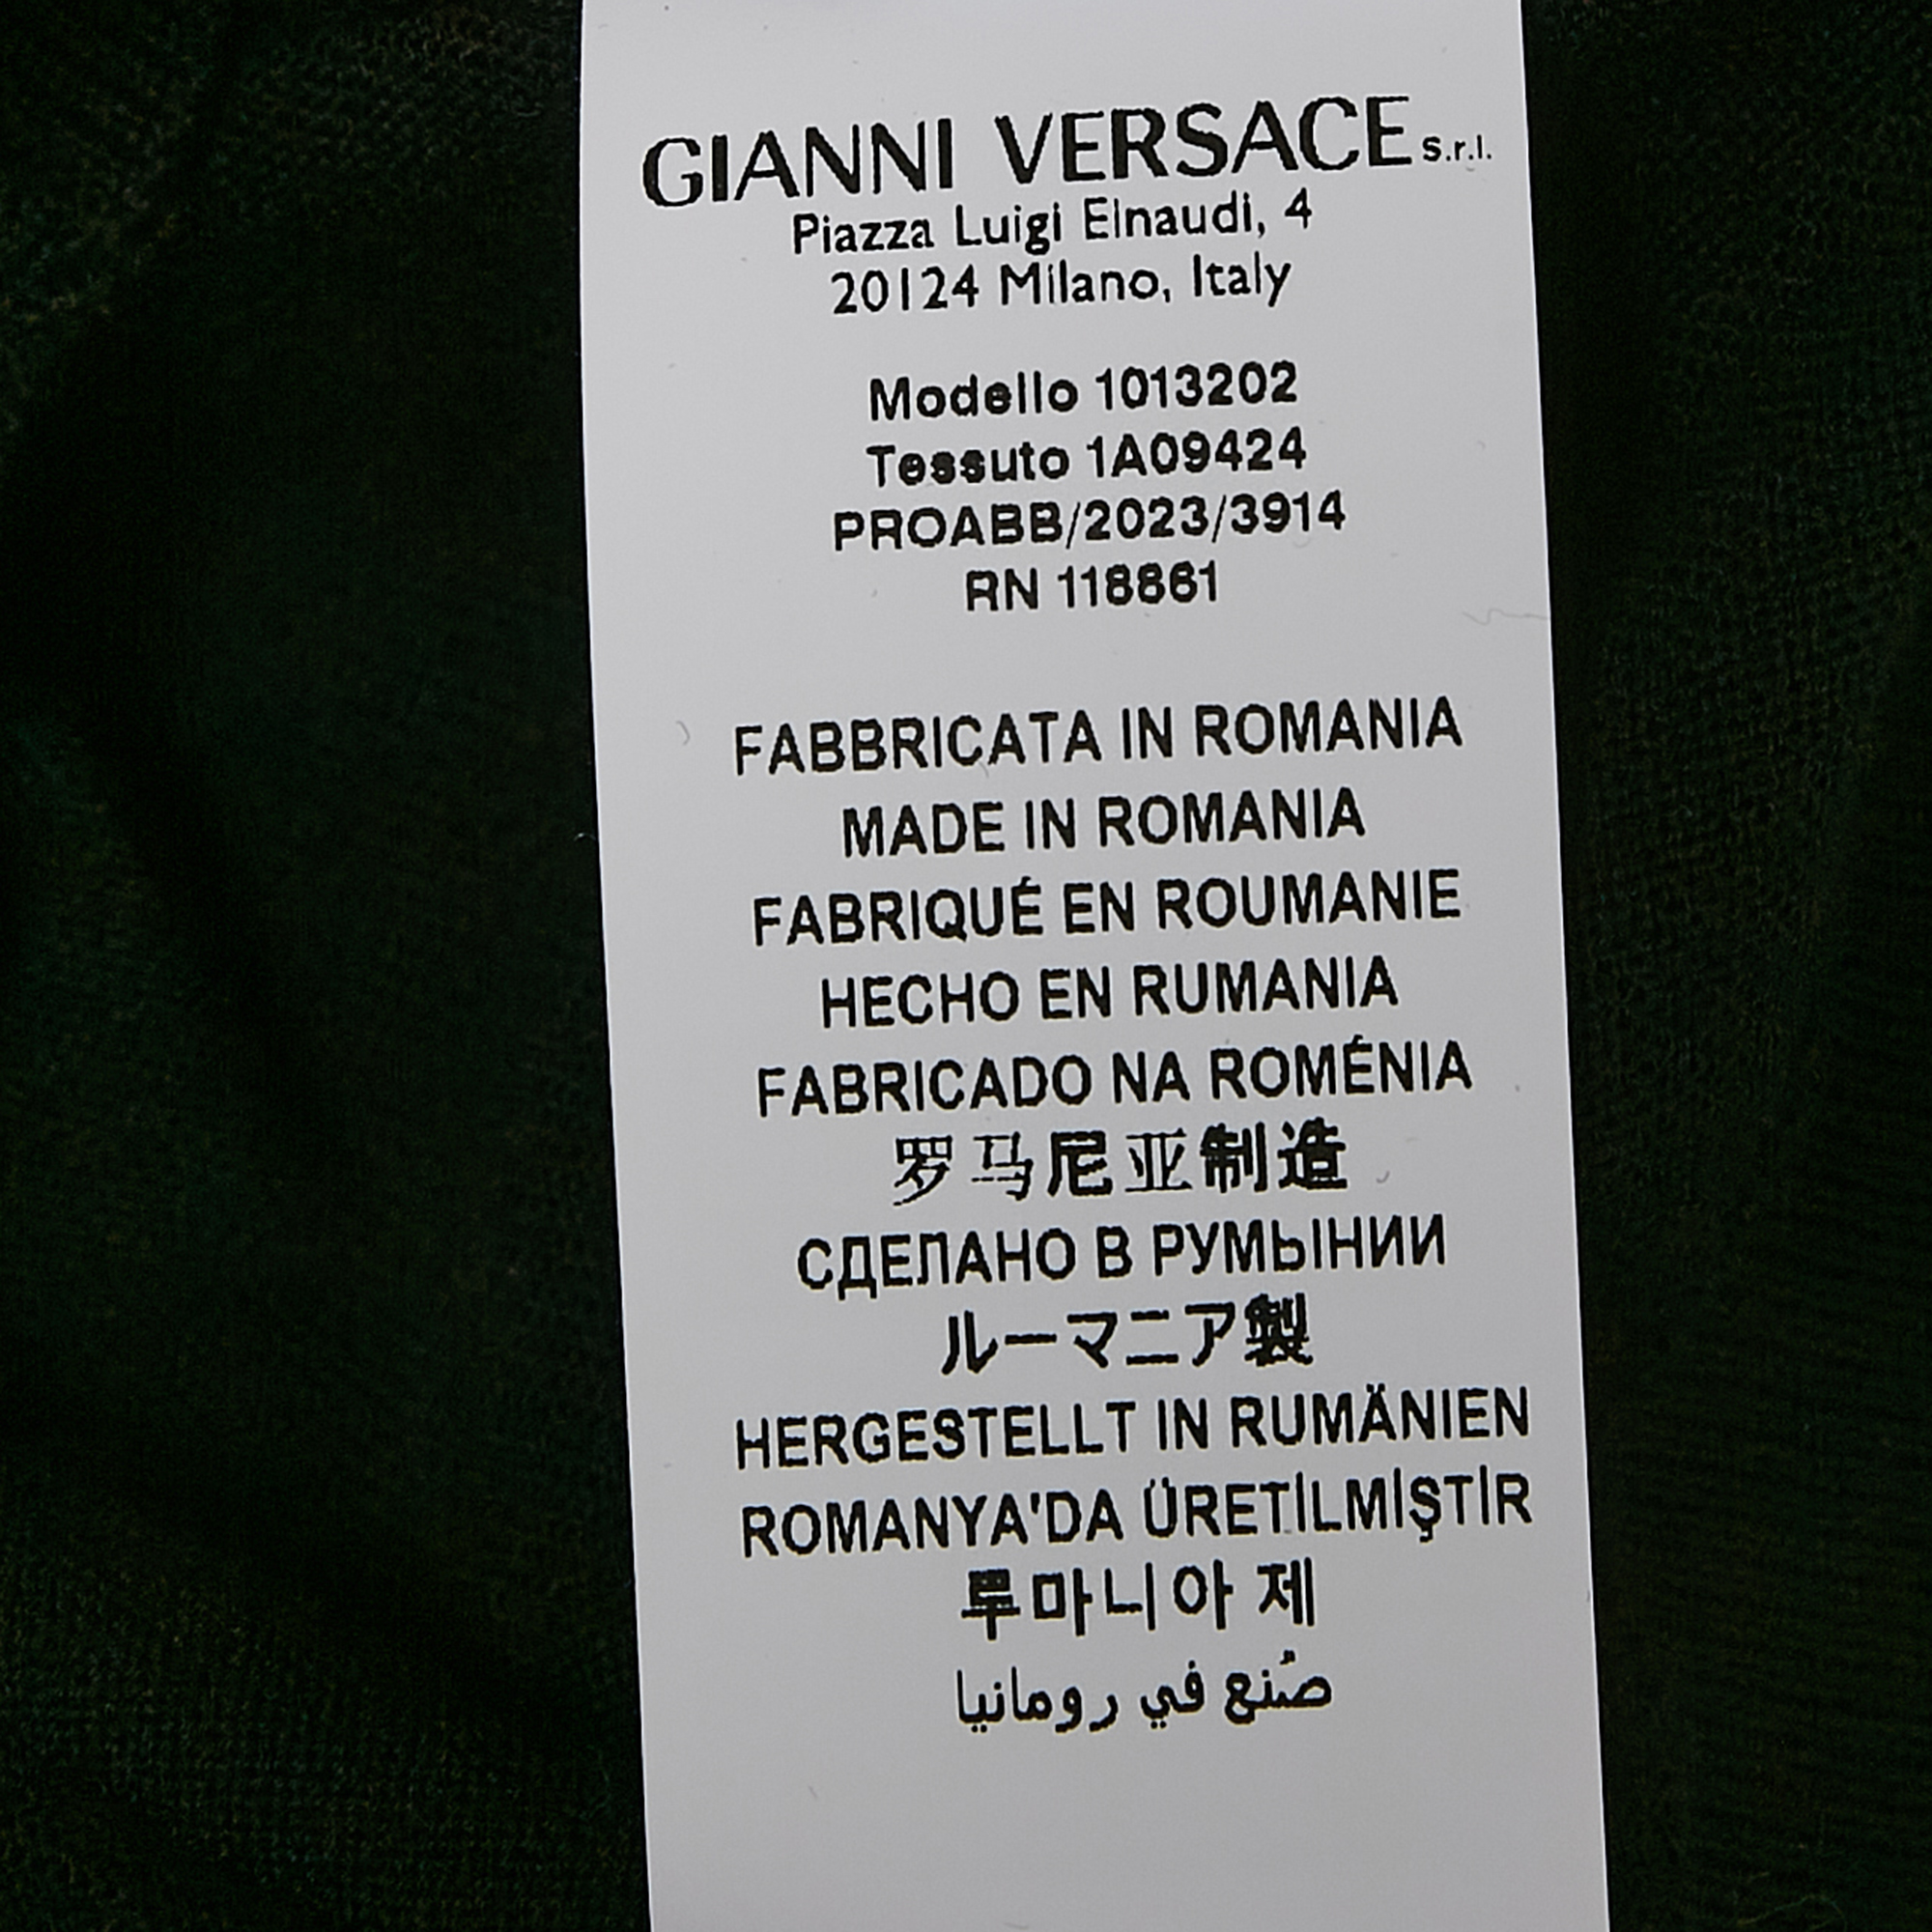 GIANNI VERSACE s.r.l.
Piazza Luigi Einaudi, 4
20124 Milano, Italy
Modello 1013202
Tessuto 1A09424
PROABB/2023/3914
RN 118861
FABBRICATA IN ROMANIA
MADE IN ROMANIA
FABRIQUÉ EN ROUMANIE
HECHO EN RUMANIA
FABRICADO NA ROMÉNIA
罗马尼亚制造
СДЕЛАНО В РУМЫНИИ
ルーマニア製
HERGESTELLT IN RUMÄNIEN
ROMANYA'DA ÜRETİLMİŞTİR
루마니아 제
صُنع في رومانيا